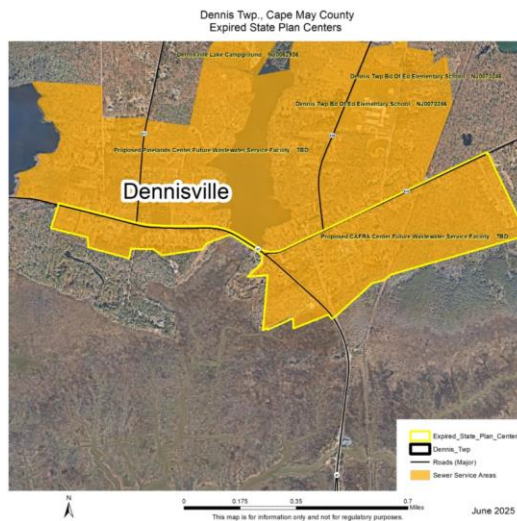 Dennis Twp., Cape May County
Expired State Plan Centers
Dennisville Lake Campground NJ0062936
Dennis Twp Bd Of Ed Elementary School NJ0070246
Dennis Twp Bd Of Ed Elementary School NJ0070246
Proposed Pinelands Center Future Wastewater Service Facility TBD
Dennisville
Proposed CAFRA Center Future Wastewater Service Facility TBD
Expired_State_Plan_Center
Dennis_Twp
Roads (Major)
Sewer Service Areas
N
0 0.175 0.35 0.7
Miles
This map is for information only and not for regulatory purposes.
June 2025